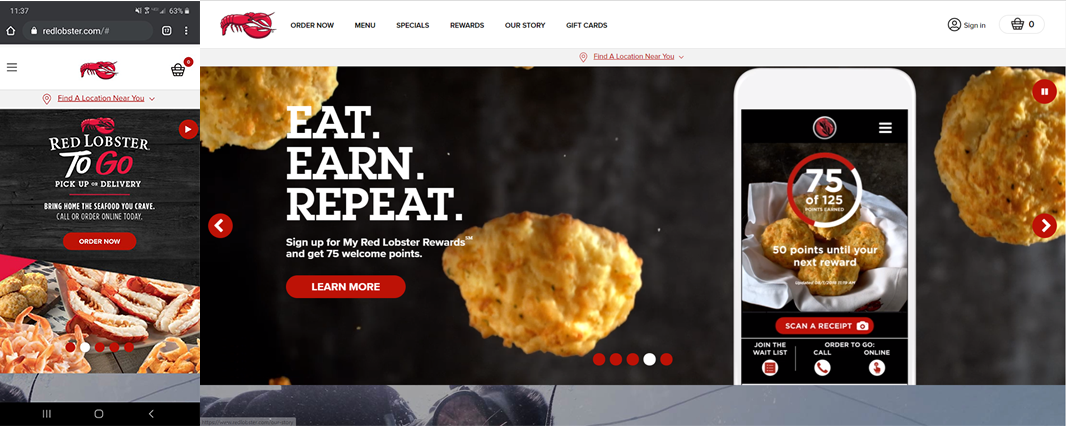 11:37
63%
redlobster.com/#
0
Find A Location Near You
RED LOBSTER
To Go
PICK UP OR DELIVERY
BRING HOME THE SEAFOOD YOU CRAVE.
CALL OR ORDER ONLINE TODAY.
ORDER NOW
ORDER NOW
MENU
SPECIALS
REWARDS
OUR STORY
GIFT CARDS
Sign in
0
Find A Location Near You
EAT.
EARN.
REPEAT.
Sign up for My Red Lobster Rewards℠
and get 75 welcome points.
LEARN MORE
75
of 125
POINTS EARNED
50 points until your
next reward
SCAN A RECEIPT
JOIN THE
WAIT LIST
ORDER TO GO:
CALL
ONLINE